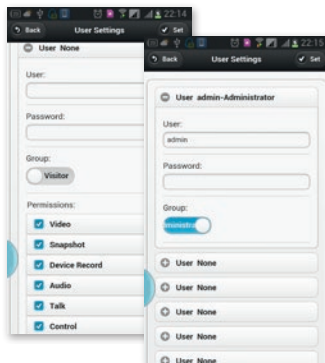 22:14
Back User Settings Set
User None
User:
Password:
Group:
Visitor
Permissions:
Video
Snapshot
Device Record
Audio
Talk
Control
22:15
Back User Settings Set
User admin-Administrator
User:
admin
Password:
Group:
User None
User None
User None
User None
User None